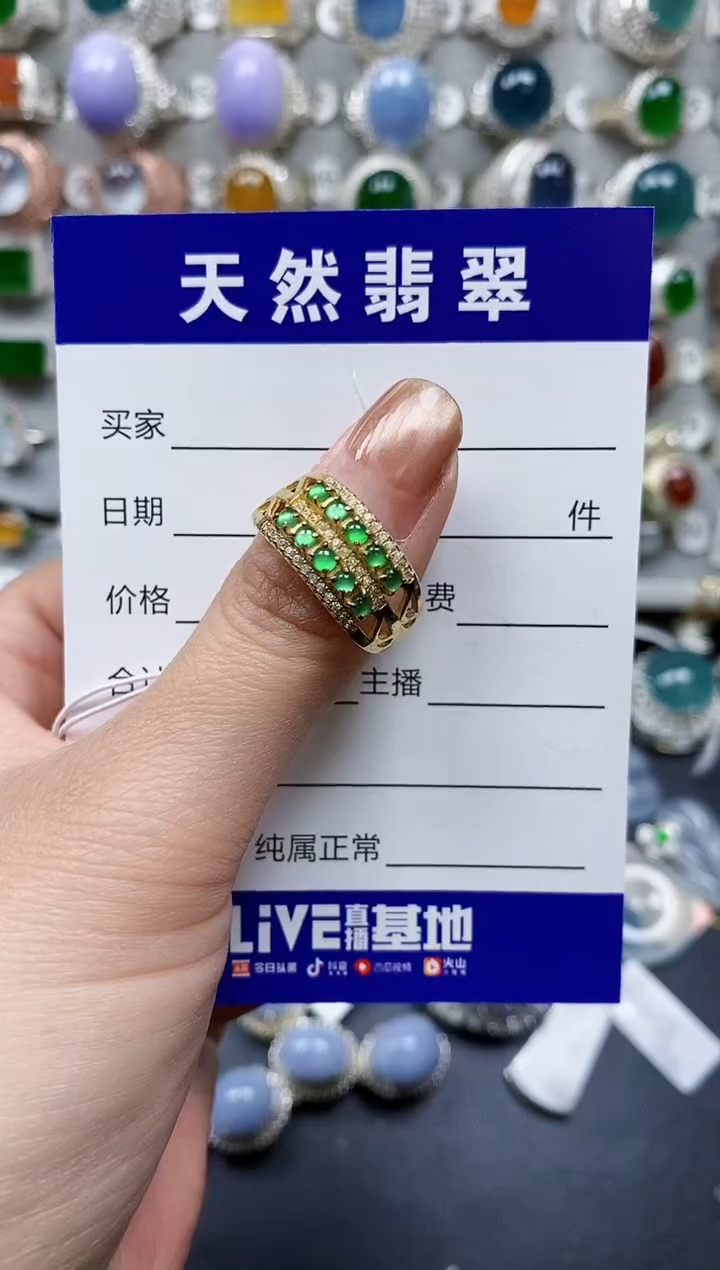 天然翡翠
买家
日期 件
价格 费
合计 主播
纯属正常
LiVE直播基地
今日头条 抖音 西瓜视频 火山